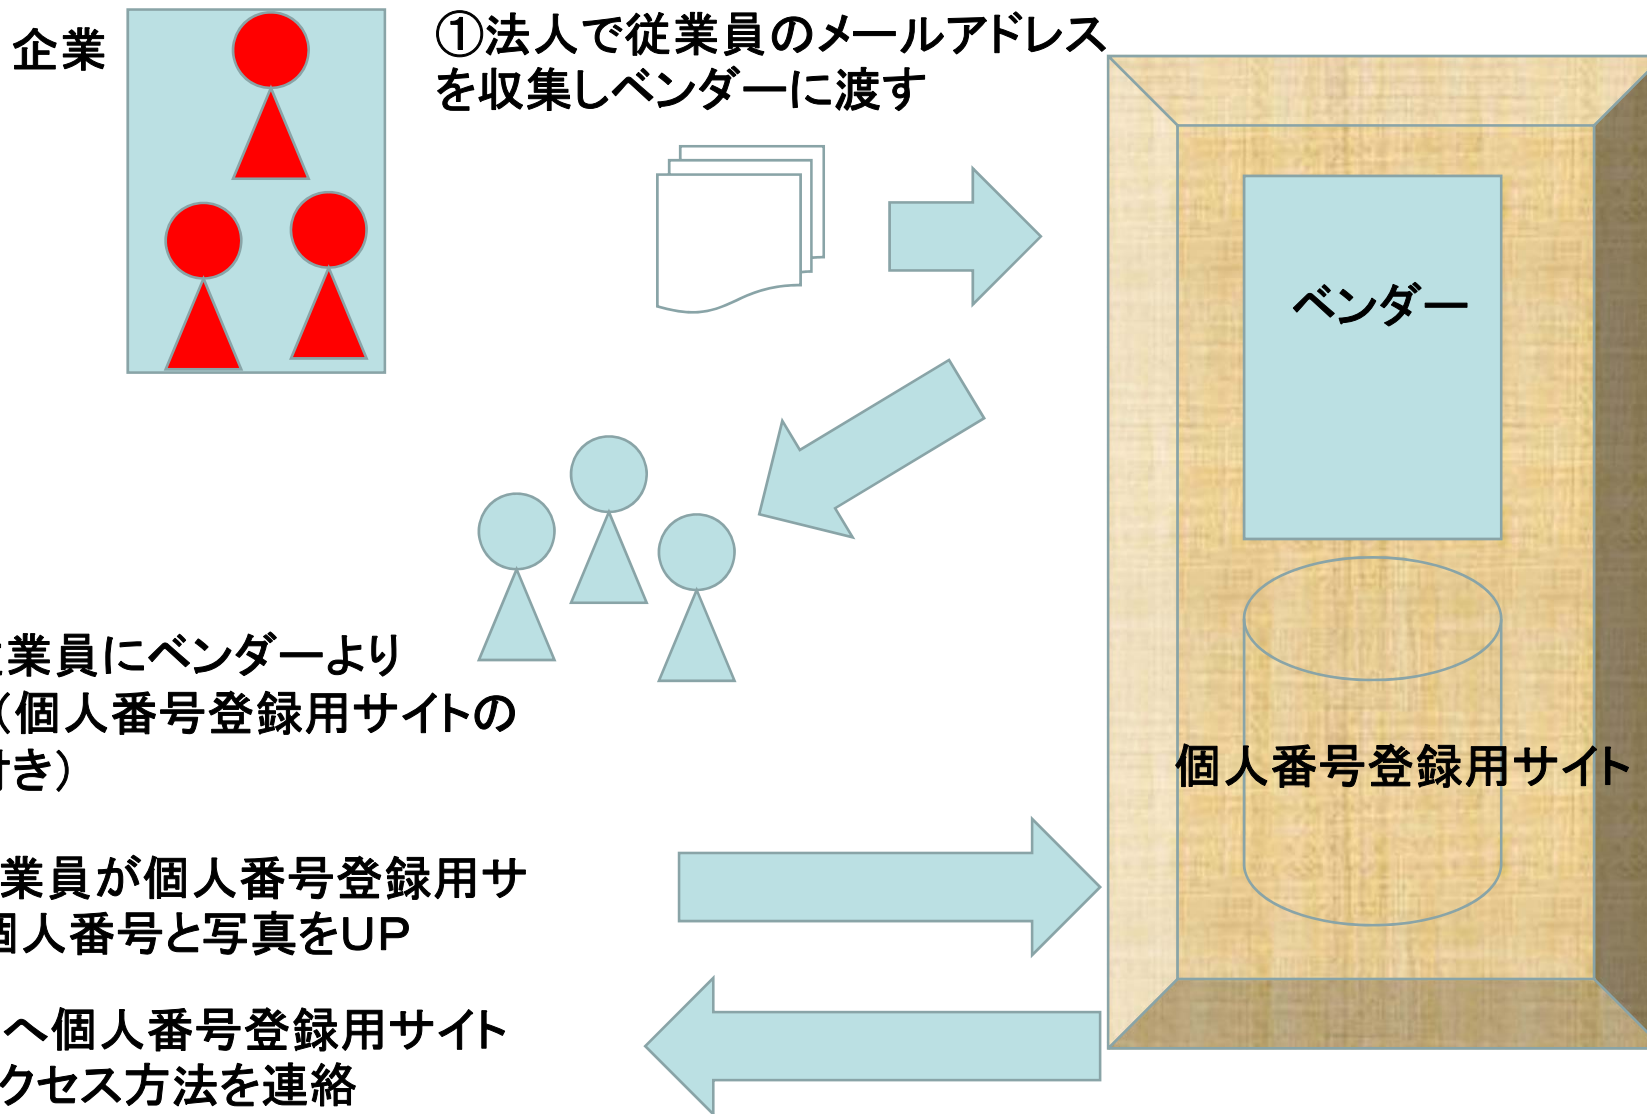 企業
①法人で従業員のメールアドレス
を収集しベンダーに渡す
ベンダー
業員にベンダーより
（個人番号登録用サイトの
付き）
個人番号登録用サイト
業員が個人番号登録用サ
個人番号と写真をUP
へ個人番号登録用サイト
クセス方法を連絡